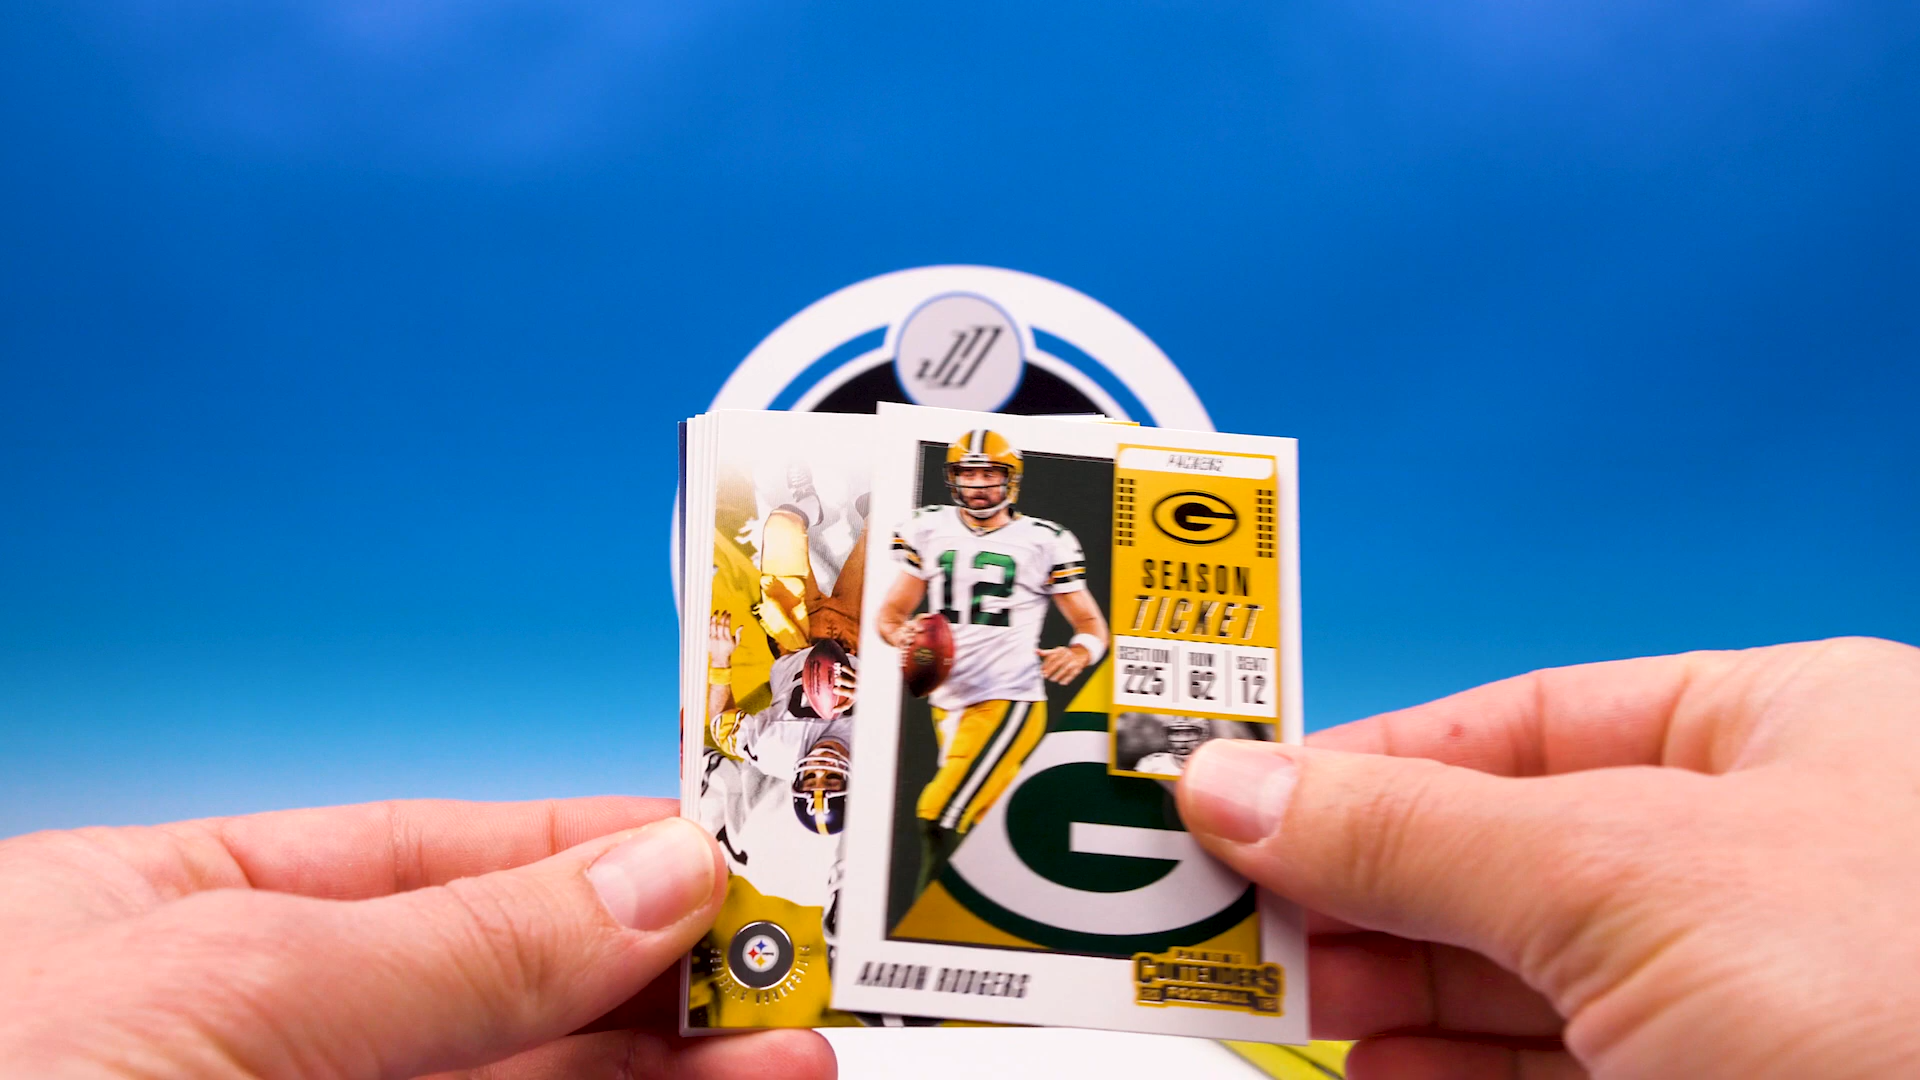 PACKERS
G
SEASON
TICKET
SECTION ROW SEAT
225 62 12
12
G
AARON RODGERS
PANINI
CONTENDERS
FOOTBALL